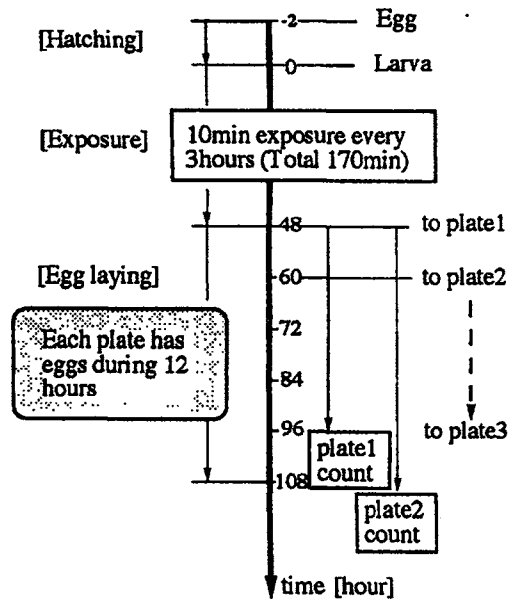 -2 Egg
[Hatching]
0 Larva
[Exposure]
10min exposure every
3hours (Total 170min)
48 to plate1
[Egg laying]
60 to plate2
Each plate has
eggs during 12
hours
72
84
96 to plate3
plate1
count
108
plate2
count
time [hour]